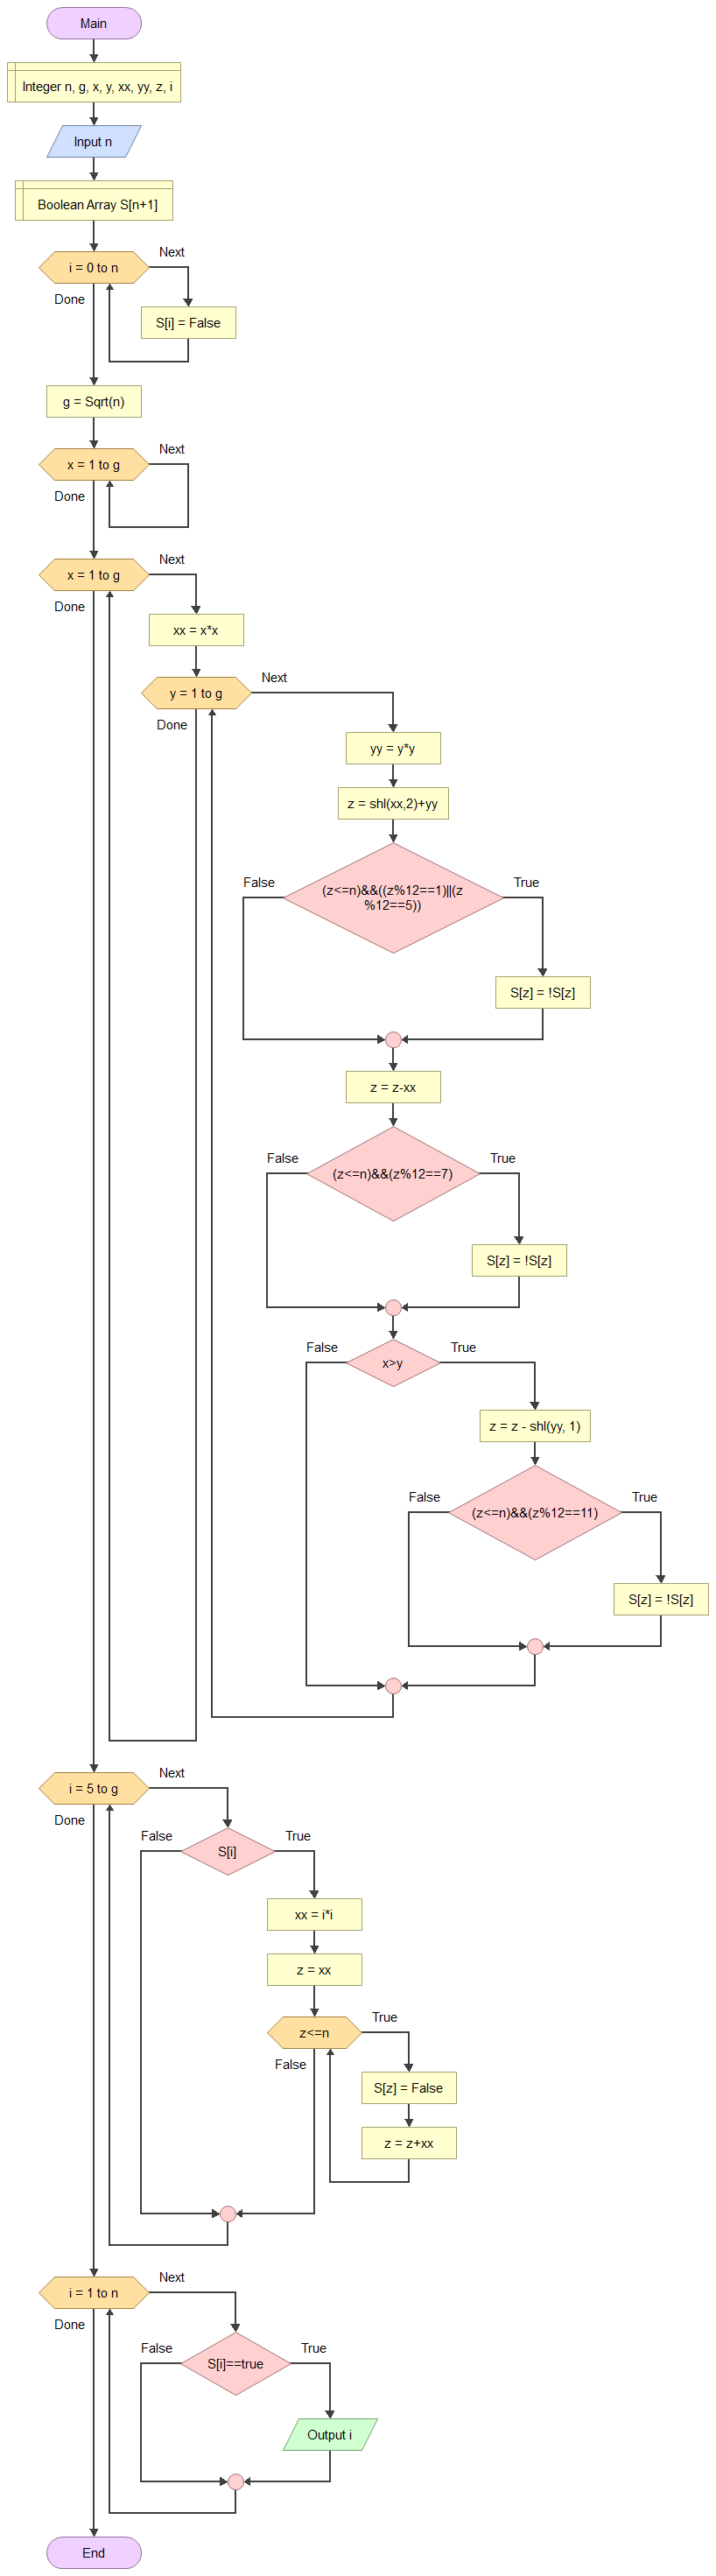 Main
Integer n, g, x, y, xx, yy, z, i
Input n
Boolean Array S[n+1]
i = 0 to n
Next
Done
S[i] = False
g = Sqrt(n)
x = 1 to g
Next
Done
x = 1 to g
Next
Done
xx = x*x
y = 1 to g
Next
Done
yy = y*y
z = shl(xx,2)+yy
False
(z<=n)&&((z%12==1)||(z
%12==5))
True
S[z] = !S[z]
z = z-xx
False
(z<=n)&&(z%12==7)
True
S[z] = !S[z]
False
x>y
True
z = z - shl(yy, 1)
False
(z<=n)&&(z%12==11)
True
S[z] = !S[z]
i = 5 to g
Next
Done
False
S[i]
True
xx = i*i
z = xx
z<=n
True
False
S[z] = False
z = z+xx
i = 1 to n
Next
Done
False
S[i]==true
True
Output i
End